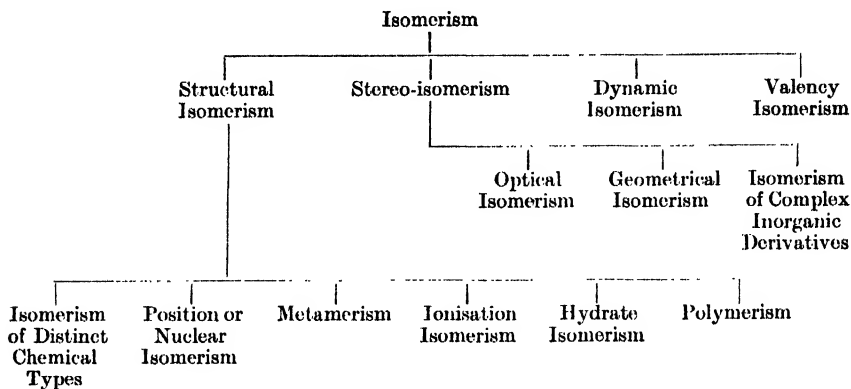 Isomerism
Structural Isomerism
Stereo-isomerism
Dynamic Isomerism
Valency Isomerism
Optical Isomerism
Geometrical Isomerism
Isomerism of Complex Inorganic Derivatives
Isomerism of Distinct Chemical Types
Position or Nuclear Isomerism
Metamerism
Ionisation Isomerism
Hydrate Isomerism
Polymerism